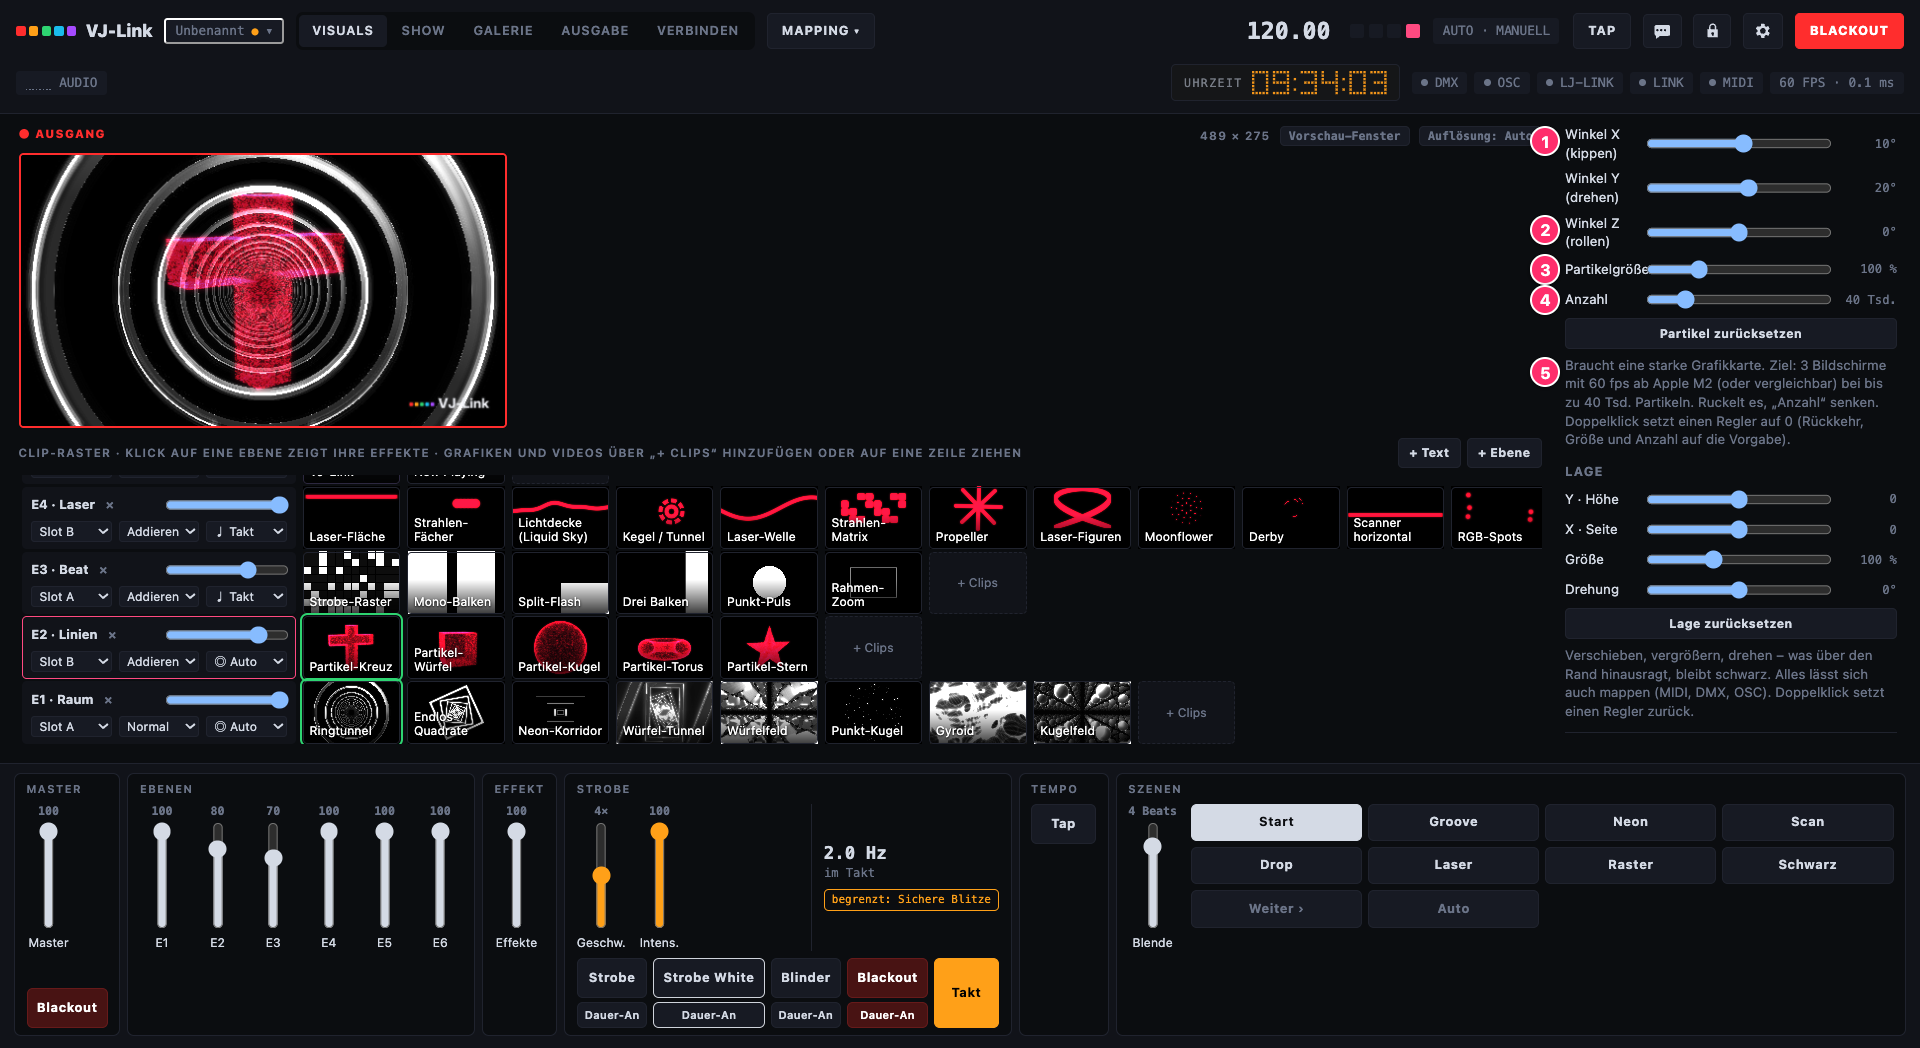 VJ-Link
Unbenannt
VISUALS
SHOW
GALERIE
AUSGABE
VERBINDEN
MAPPING
120.00
AUTO · MANUELL
TAP
BLACKOUT
AUDIO
UHRZEIT 09:34:03
DMX
OSC
LJ-LINK
LINK
MIDI
60 FPS · 0.1 ms
AUSGANG
489 × 275
Vorschau-Fenster
Auflösung: Auto
VJ-Link
1
Winkel X
(kippen)
10°
Winkel Y
(drehen)
20°
2
Winkel Z
(rollen)
0°
3
Partikelgröße
100 %
4
Anzahl
40 Tsd.
Partikel zurücksetzen
5
Braucht eine starke Grafikkarte. Ziel: 3 Bildschirme
mit 60 fps ab Apple M2 (oder vergleichbar) bei bis
zu 40 Tsd. Partikeln. Ruckelt es, „Anzahl“ senken.
Doppelklick setzt einen Regler auf 0 (Rückkehr,
Größe und Anzahl auf die Vorgabe).
LAGE
Y · Höhe
0
X · Seite
0
Größe
100 %
Drehung
0°
Lage zurücksetzen
Verschieben, vergrößern, drehen – was über den
Rand hinausragt, bleibt schwarz. Alles lässt sich
auch mappen (MIDI, DMX, OSC). Doppelklick setzt
einen Regler zurück.
CLIP-RASTER · KLICK AUF EINE EBENE ZEIGT IHRE EFFEKTE · GRAFIKEN UND VIDEOS ÜBER „+ CLIPS“ HINZUFÜGEN ODER AUF EINE ZEILE ZIEHEN
+ Text
+ Ebene
E4 · Laser ×
Slot B
Addieren
♩ Takt
Laser-Fläche
Strahlen-
Fächer
Lichtdecke
(Liquid Sky)
Kegel / Tunnel
Laser-Welle
Strahlen-
Matrix
Propeller
Laser-Figuren
Moonflower
Derby
Scanner
horizontal
RGB-Spots
E3 · Beat ×
Slot A
Addieren
♩ Takt
Strobe-Raster
Mono-Balken
Split-Flash
Drei Balken
Punkt-Puls
Rahmen-
Zoom
+ Clips
E2 · Linien ×
Slot B
Addieren
◎ Auto
Partikel-Kreuz
Partikel-
Würfel
Partikel-Kugel
Partikel-Torus
Partikel-Stern
+ Clips
E1 · Raum ×
Slot A
Normal
◎ Auto
Ringtunnel
Endlos-
Quadrate
Neon-Korridor
Würfel-Tunnel
Würfelfeld
Punkt-Kugel
Gyroid
Kugelfeld
+ Clips
MASTER
100
Master
Blackout
EBENEN
100 80 70 100 100 100
E1 E2 E3 E4 E5 E6
EFFEKT
100
Effekte
STROBE
4× 100
Geschw. Intens.
2.0 Hz
im Takt
begrenzt: Sichere Blitze
Strobe
Strobe White
Blinder
Blackout
Takt
Dauer-An
Dauer-An
Dauer-An
Dauer-An
TEMPO
Tap
SZENEN
4 Beats
Blende
Start
Groove
Neon
Scan
Drop
Laser
Raster
Schwarz
Weiter ›
Auto